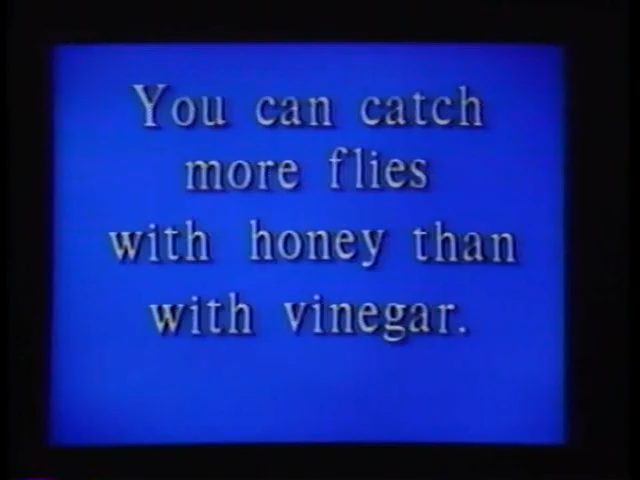 You can catch
more flies
with honey than
with vinegar.